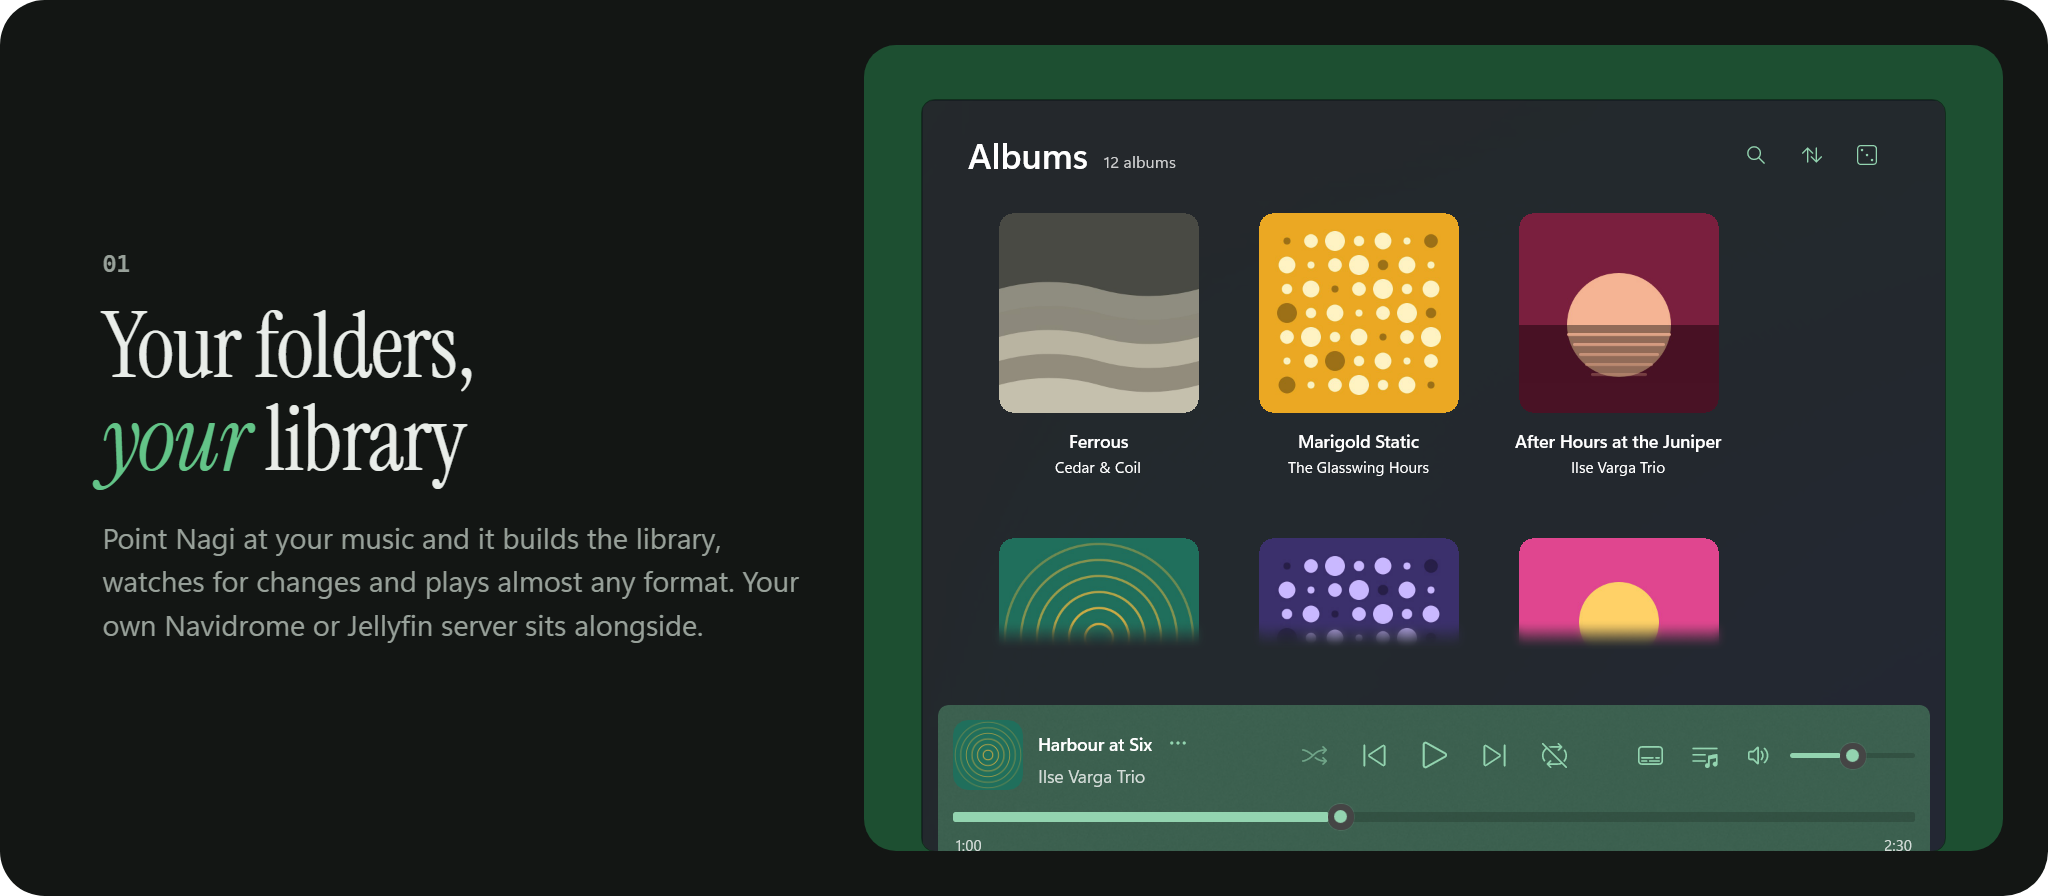 01
Your folders,
your library
Point Nagi at your music and it builds the library,
watches for changes and plays almost any format. Your
own Navidrome or Jellyfin server sits alongside.
Albums 12 albums
Ferrous
Cedar & Coil
Marigold Static
The Glasswing Hours
After Hours at the Juniper
Ilse Varga Trio
Harbour at Six
Ilse Varga Trio
1:00
2:30